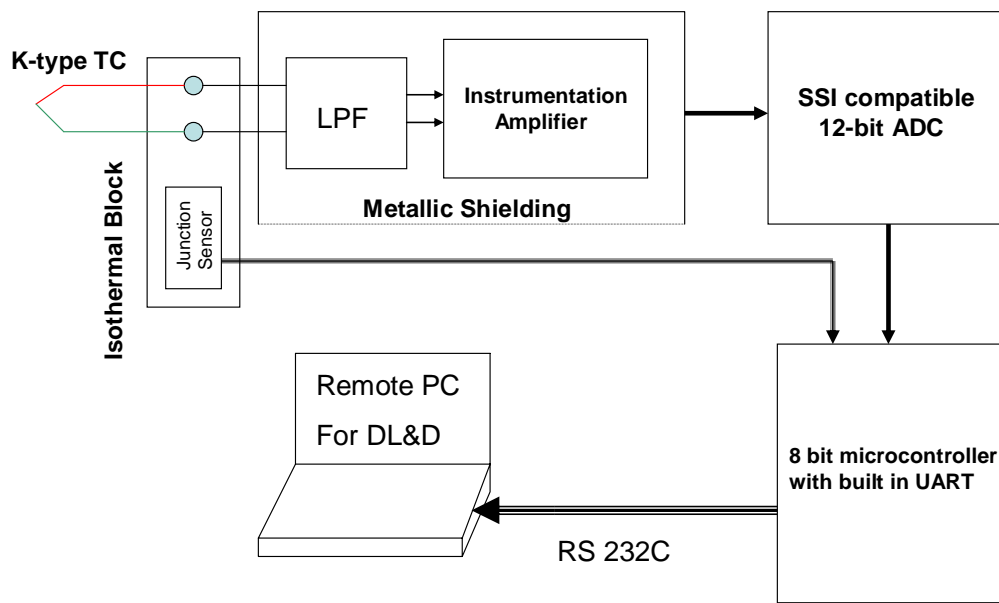 K-type TC
LPF
Instrumentation
Amplifier
SSI compatible
12-bit ADC
Metallic Shielding
Isothermal Block
Junction
Sensor
Remote PC
For DL&D
8 bit microcontroller
with built in UART
RS 232C